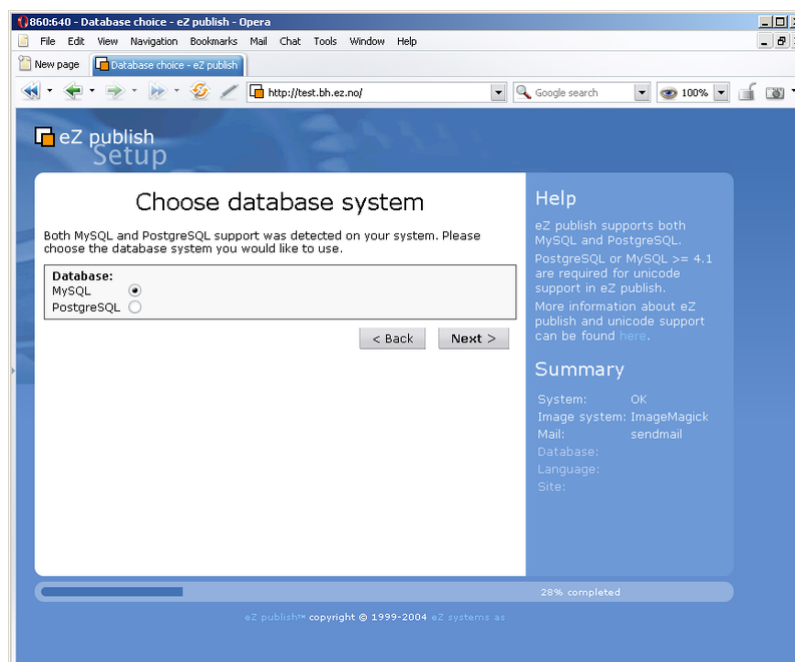 860:640 - Database choice - eZ publish - Opera
File Edit View Navigation Bookmarks Mail Chat Tools Window Help
New page Database choice - eZ publish
http://test.bh.ez.no/ Google search 100%
eZ publish
Setup
Choose database system
Both MySQL and PostgreSQL support was detected on your system. Please
choose the database system you would like to use.
Database:
MySQL
PostgreSQL
< Back Next >
Help
eZ publish supports both
MySQL and PostgreSQL.
PostgreSQL or MySQL >= 4.1
are required for unicode
support in eZ publish.
More information about eZ
publish and unicode support
can be found here.
Summary
System: OK
Image system: ImageMagick
Mail: sendmail
Database:
Language:
Site:
28% completed
eZ publish™ copyright © 1999-2004 eZ systems as